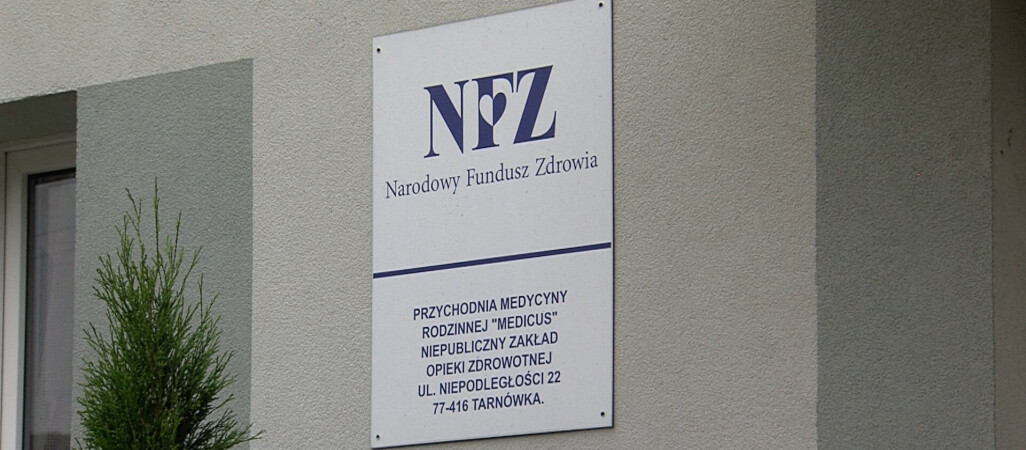 NFZ
Narodowy Fundusz Zdrowia
PRZYCHODNIA MEDYCYNY
RODZINNEJ "MEDICUS"
NIEPUBLICZNY ZAKŁAD
OPIEKI ZDROWOTNEJ
UL. NIEPODLEGŁOŚCI 22
77-416 TARNÓWKA.